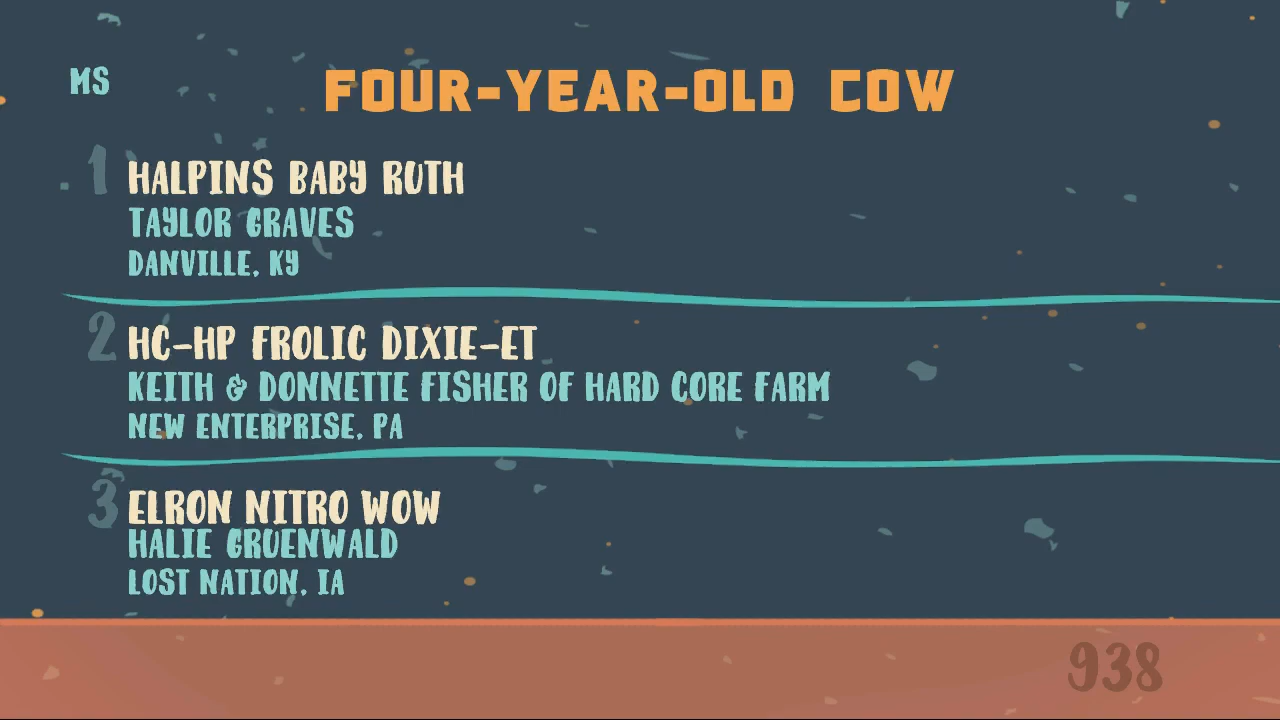 MS
FOUR-YEAR-OLD COW
1
HALPINS BABY RUTH
TAYLOR GRAVES
DANVILLE, KY
2
HC-HP FROLIC DIXIE-ET
KEITH & DONNETTE FISHER OF HARD CORE FARM
NEW ENTERPRISE, PA
3
ELRON NITRO WOW
HALIE GRUENWALD
LOST NATION, IA
938